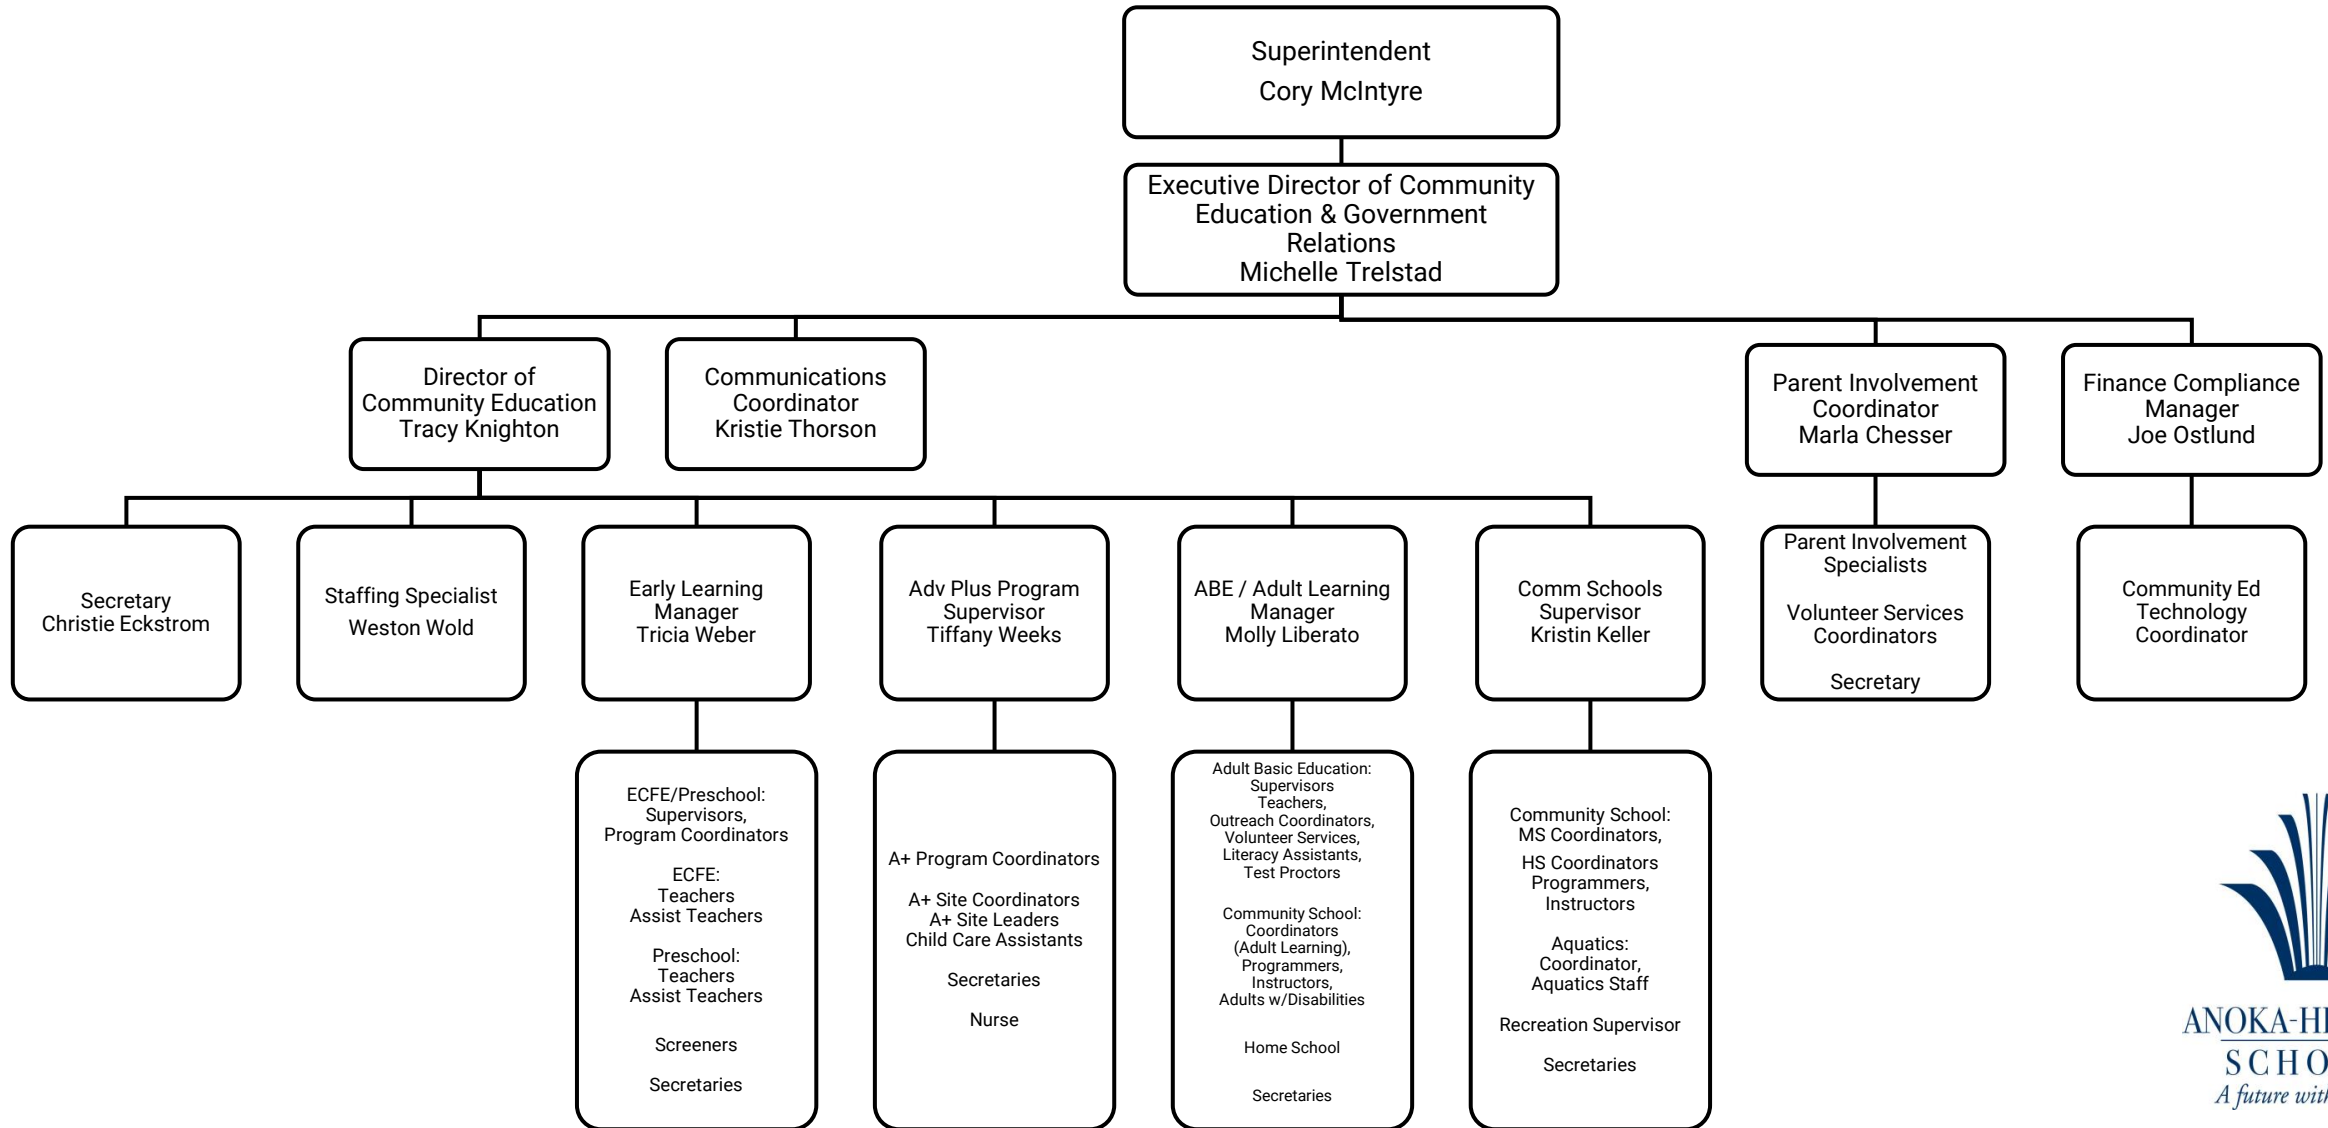 Superintendent
Cory McIntyre
Executive Director of Community
Education & Government
Relations
Michelle Trelstad
Director of
Community Education
Tracy Knighton
Communications
Coordinator
Kristie Thorson
Parent Involvement
Coordinator
Marla Chesser
Finance Compliance
Manager
Joe Ostlund
Secretary
Christie Eckstrom
Staffing Specialist
Weston Wold
Early Learning
Manager
Tricia Weber
Adv Plus Program
Supervisor
Tiffany Weeks
ABE / Adult Learning
Manager
Molly Liberato
Comm Schools
Supervisor
Kristin Keller
Parent Involvement
Specialists
Volunteer Services
Coordinators
Secretary
Community Ed
Technology
Coordinator
ECFE/Preschool:
Supervisors,
Program Coordinators
ECFE:
Teachers
Assist Teachers
Preschool:
Teachers
Assist Teachers
Screeners
Secretaries
A+ Program Coordinators
A+ Site Coordinators
A+ Site Leaders
Child Care Assistants
Secretaries
Nurse
Adult Basic Education:
Supervisors
Teachers,
Outreach Coordinators,
Volunteer Services,
Literacy Assistants,
Test Proctors
Community School:
Coordinators
(Adult Learning),
Programmers,
Instructors,
Adults w/Disabilities
Home School
Secretaries
Community School:
MS Coordinators,
HS Coordinators
Programmers,
Instructors
Aquatics:
Coordinator,
Aquatics Staff
Recreation Supervisor
Secretaries
ANOKA-H
SCHO
A future with